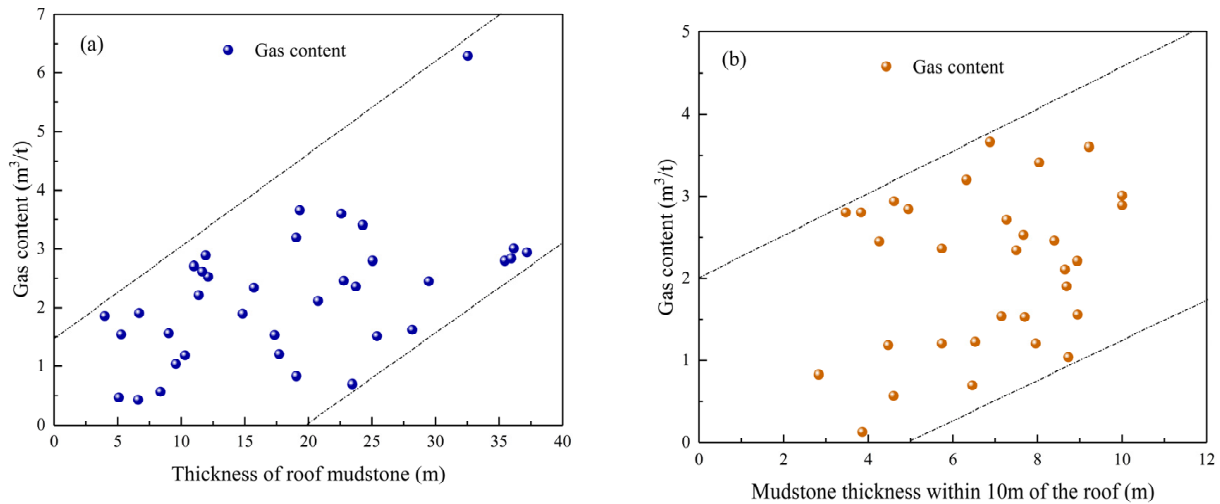 (a)
Gas content
7
6
5
4
3
2
1
0
Gas content (m³/t)
0 5 10 15 20 25 30 35 40
Thickness of roof mudstone (m)
(b)
Gas content
5
4
3
2
1
0
Gas content (m³/t)
0 2 4 6 8 10 12
Mudstone thickness within 10m of the roof (m)